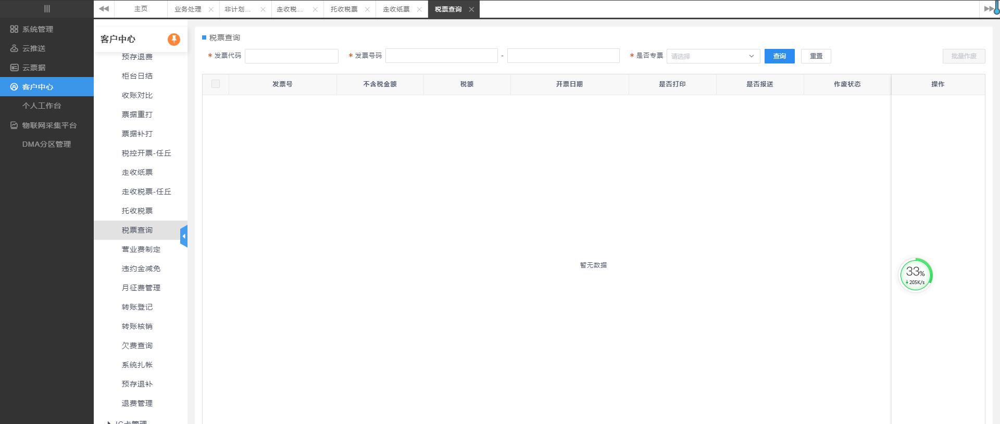 主页
业务处理
非计划...
走收税...
托收税票
走收纸票
税票查询
系统管理
云推送
云票据
客户中心
个人工作台
物联网采集平台
DMA分区管理
客户中心
预存退费
柜台日结
收账对比
票据重打
票据补打
税控开票-任丘
走收纸票
走收税票-任丘
托收税票
税票查询
营业费制定
违约金减免
月征费管理
转账登记
转账核销
欠费查询
系统扎帐
预存退补
退费管理
IC卡管理
税票查询
* 发票代码
* 发票号码
-
* 是否专票
请选择
查询
重置
批量作废
发票号
不含税金额
税额
开票日期
是否打印
是否报送
作废状态
操作
暂无数据
33%
205K/s